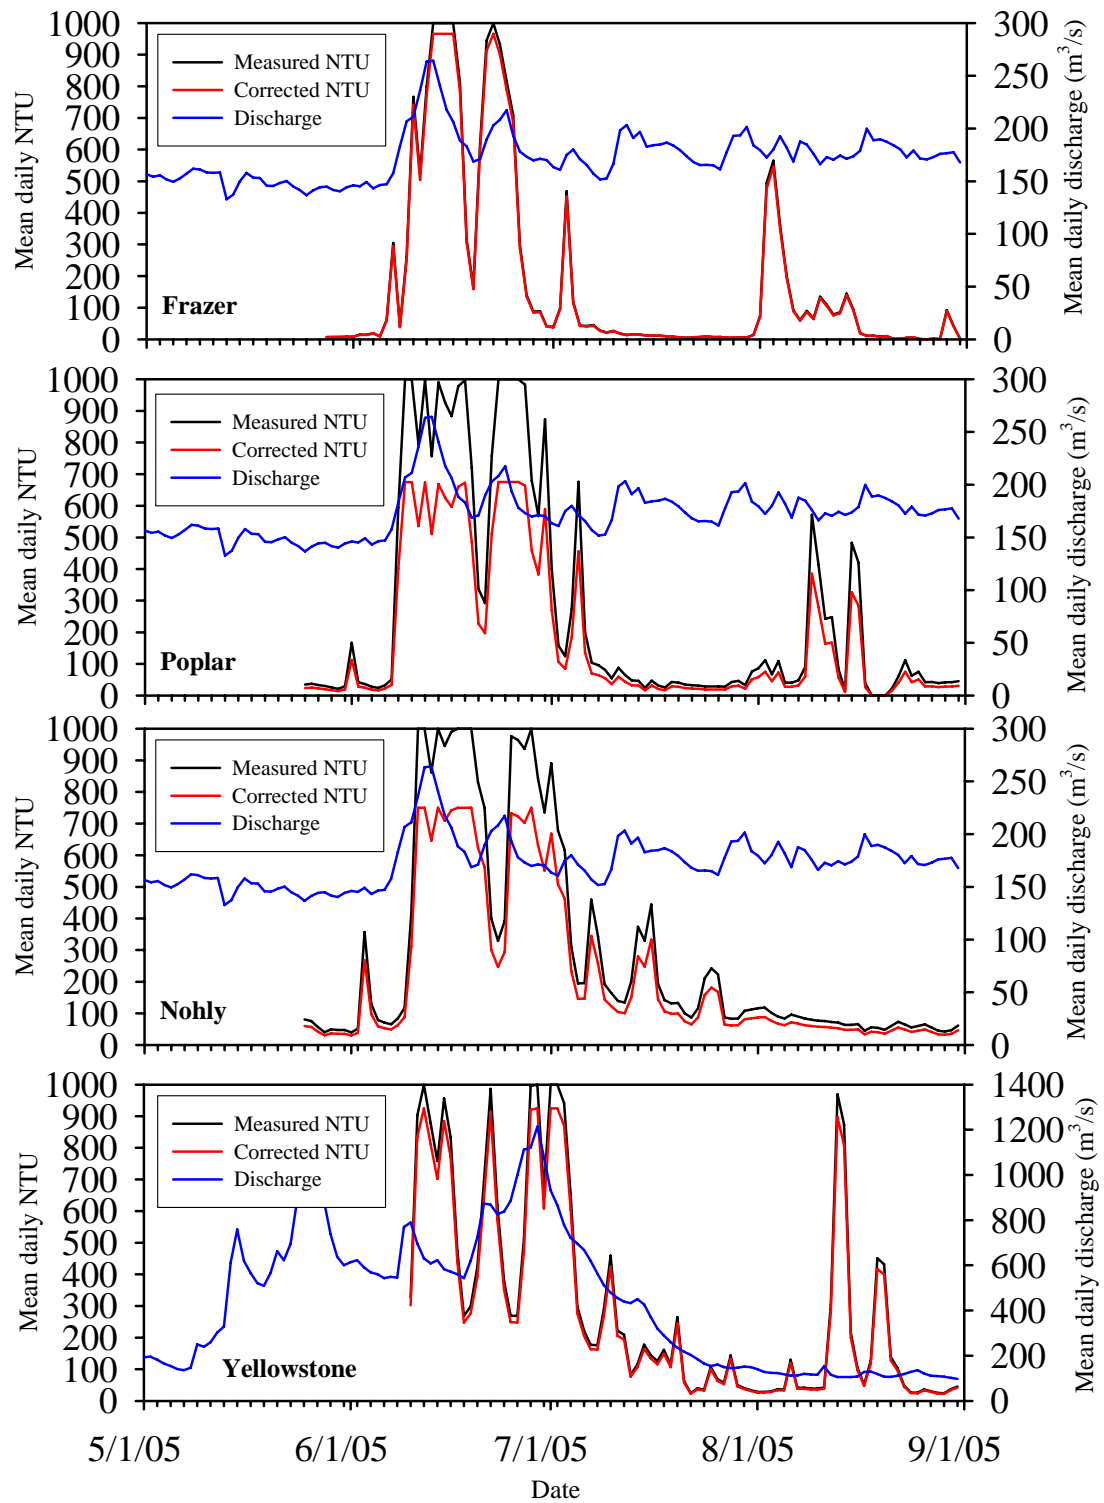 1000
900
800
700
600
500
400
300
200
100
0
Mean daily NTU
Measured NTU
Corrected NTU
Discharge
Frazer
300
250
200
150
100
50
0
Mean daily discharge (m³/s)
1000
900
800
700
600
500
400
300
200
100
0
Mean daily NTU
Measured NTU
Corrected NTU
Discharge
Poplar
300
250
200
150
100
50
0
Mean daily discharge (m³/s)
1000
900
800
700
600
500
400
300
200
100
0
Mean daily NTU
Measured NTU
Corrected NTU
Discharge
Nohly
300
250
200
150
100
50
0
Mean daily discharge (m³/s)
1000
900
800
700
600
500
400
300
200
100
0
Mean daily NTU
Measured NTU
Corrected NTU
Discharge
Yellowstone
1400
1200
1000
800
600
400
200
0
Mean daily discharge (m³/s)
5/1/05 6/1/05 7/1/05 8/1/05 9/1/05
Date